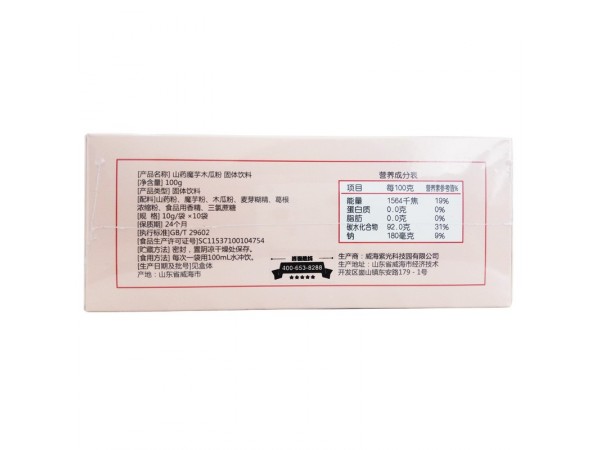 [产品名称] 山药魔芋木瓜粉 固体饮料
[净含量] 100g
[产品类型] 固体饮料
[配料]山药粉、魔芋粉、木瓜粉、麦芽糊精、葛根
浓缩粉、食品用香精、三氯蔗糖
[规 格] 10g/袋 ×10袋
[保质期] 24个月
[执行标准]GB/T 29602
[食品生产许可证号]SC11537100104754
[贮藏方法] 密封，置阴凉干燥处保存。
[食用方法] 每次一袋用100mL水冲饮。
[生产日期及批号]见盒体
产地：山东省威海市
咨询热线
400-653-8288
营养成分表
项目 每100克 营养素参考值%
能量 1564千焦 19%
蛋白质 0.0克 0%
脂肪 0.0克 0%
碳水化合物 92.0克 31%
钠 180毫克 9%
生产商：威海紫光科技园有限公司
生产地址：山东省威海市经济技术
开发区崮山镇东安路179-1号